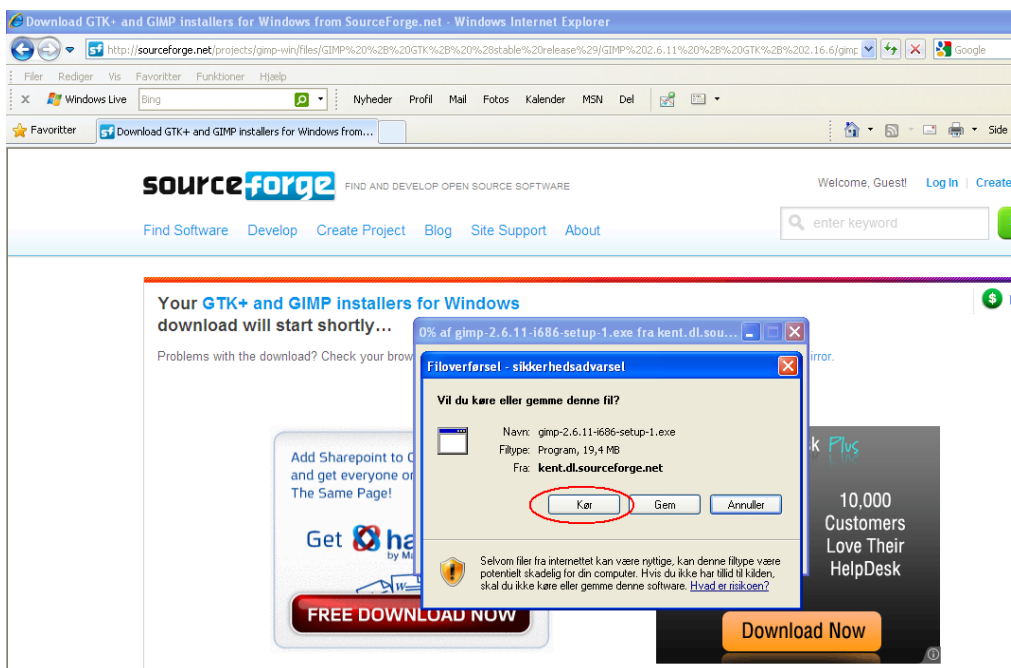 Download GTK+ and GIMP installers for Windows from SourceForge.net - Windows Internet Explorer
http://sourceforge.net/projects/gimp-win/files/GIMP%20%2B%20GTK%2B%20%28stable%20release%29/GIMP%202.6.11%20%2B%20GTK%2B%202.16.6/gimp
Google
Filer Rediger Vis Favoritter Funktioner Hjælp
X Windows Live Bing Nyheder Profil Mail Fotos Kalender MSN Del
Favoritter Download GTK+ and GIMP installers for Windows from... Side
sourceforge FIND AND DEVELOP OPEN SOURCE SOFTWARE
Welcome, Guest! Log In | Create
enter keyword
Find Software Develop Create Project Blog Site Support About
Your GTK+ and GIMP installers for Windows
download will start shortly...
Problems with the download? Check your brow
irror.
0% af gimp-2.6.11-i686-setup-1.exe fra kent.dl.sou...
Filoverførsel - sikkerhedsadvarsel
Vil du køre eller gemme denne fil?
Navn: gimp-2.6.11-i686-setup-1.exe
Filtype: Program, 19,4 MB
Fra: kent.dl.sourceforge.net
Kør Gem Annuller
Selvom filer fra internettet kan være nyttige, kan denne filtype være
potentielt skadelig for din computer. Hvis du ikke har tillid til kilden,
skal du ikke køre eller gemme denne software. Hvad er risikoen?
Add Sharepoint to
and get everyone o
The Same Page!
Get ha
by M
W
FREE DOWNLOAD NOW
k Plus
10,000
Customers
Love Their
HelpDesk
Download Now